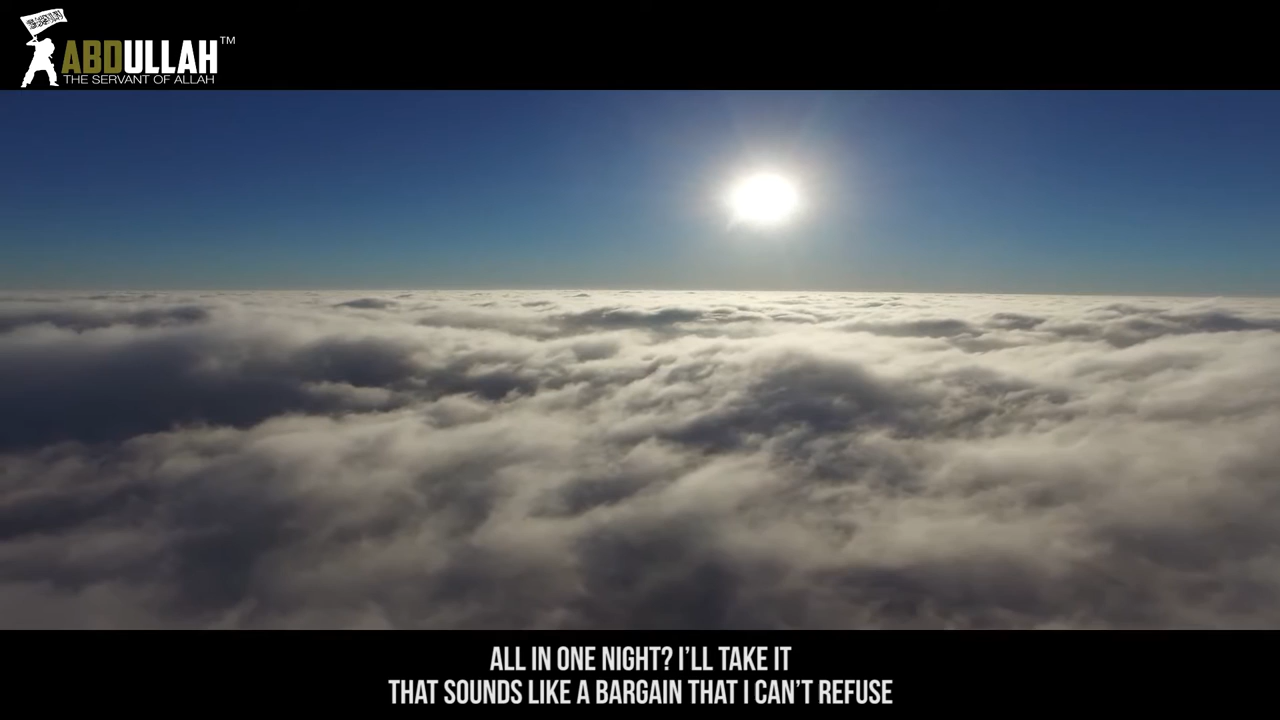 ABDULLAH™
THE SERVANT OF ALLAH
ALL IN ONE NIGHT? I'LL TAKE IT
THAT SOUNDS LIKE A BARGAIN THAT I CAN'T REFUSE